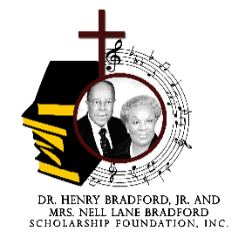 DR. HENRY BRADFORD, JR. AND
MRS. NELL LANE BRADFORD
SCHOLARSHIP FOUNDATION, INC.